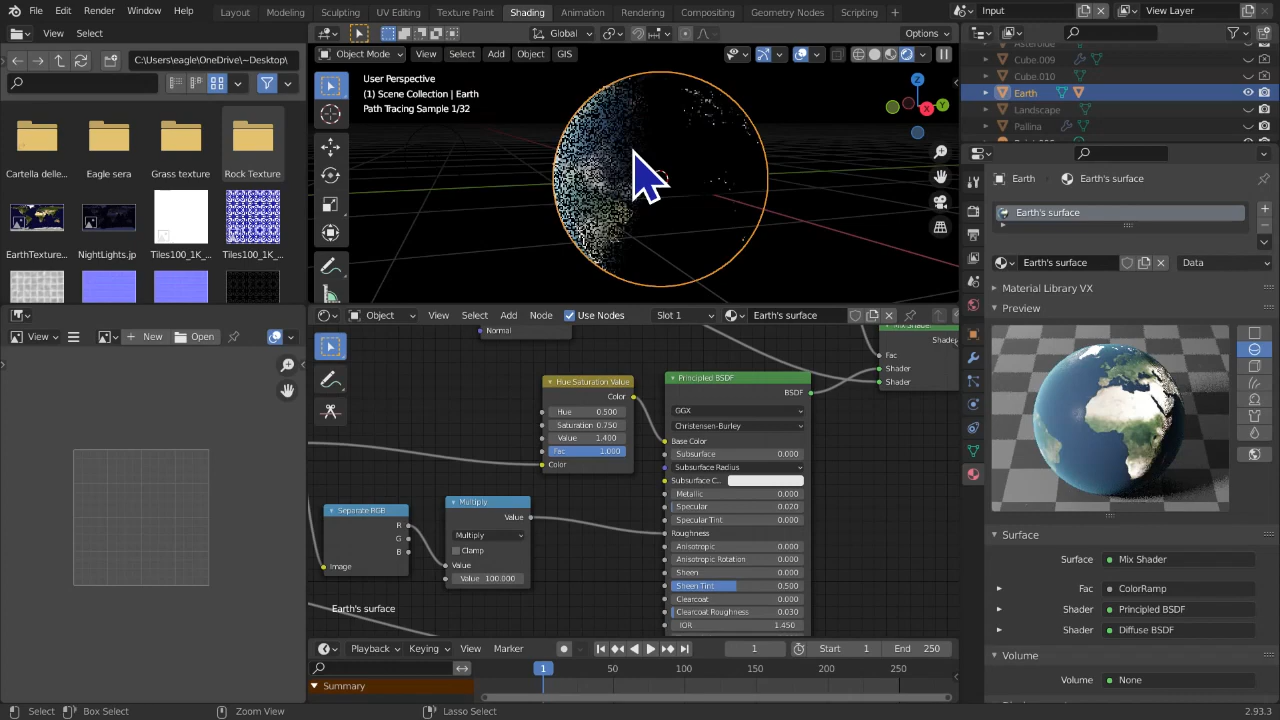 File Edit Render Window Help
Layout Modeling Sculpting UV Editing Texture Paint Shading Animation Rendering Compositing Geometry Nodes Scripting +
Input
View Layer
View Select
C:\Users\eagle\OneDrive\~Desktop\
Cartella delle...
Eagle sera
Grass texture
Rock Texture
EarthTexture...
NightLights.jp
Tiles100_1K_...
Tiles100_1K_...
Global
Options
Object Mode View Select Add Object GIS
User Perspective
(1) Scene Collection | Earth
Path Tracing Sample 1/32
Z
X
Y
Cube.009
Cube.010
Earth
Landscape
Pallina
Earth
Earth's surface
Earth's surface
Earth's surface
Data
Material Library VX
Preview
Surface
Surface Mix Shader
Fac ColorRamp
Shader Principled BSDF
Shader Diffuse BSDF
Volume
Volume None
View
New
Open
Object View Select Add Node Use Nodes Slot 1 Earth's surface
Normal
Hue Saturation Value
Color
Hue 0.500
Saturation 0.750
Value 1.400
Fac 1.000
Color
Principled BSDF
BSDF
GGX
Christensen-Burley
Base Color
Subsurface 0.000
Subsurface Radius
Subsurface C...
Metallic 0.000
Specular 0.020
Specular Tint 0.000
Roughness
Anisotropic 0.000
Anisotropic Rotation 0.000
Sheen 0.000
Sheen Tint 0.500
Clearcoat 0.000
Clearcoat Roughness 0.030
IOR 1.450
Fac
Shader
Shader
Separate RGB
R
G
B
Image
Multiply
Value
Multiply
Clamp
Value
Value 100.000
Earth's surface
Playback Keying View Marker
1
Start 1
End 250
1 50 100 150 200 250
Summary
Select
Box Select
Zoom View
Lasso Select
2.93.3